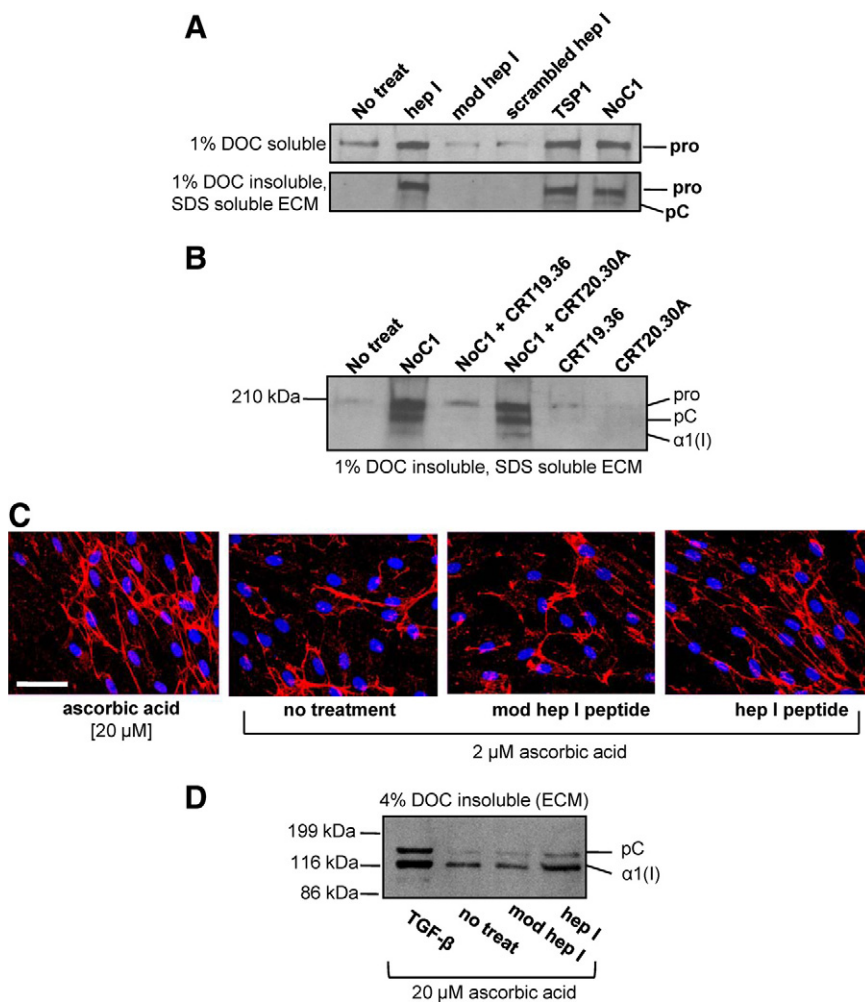 A
No treat
hep I
mod hep I
scrambled hep I
TSP1
NoC1
1% DOC soluble
pro
1% DOC insoluble,
SDS soluble ECM
pro
pC
B
No treat
NoC1
NoC1 + CRT19.36
NoC1 + CRT20.30A
CRT19.36
CRT20.30A
210 kDa
pro
pC
α1(I)
1% DOC insoluble, SDS soluble ECM
C
ascorbic acid
[20 µM]
no treatment
mod hep I peptide
hep I peptide
2 µM ascorbic acid
D
4% DOC insoluble (ECM)
199 kDa
116 kDa
86 kDa
pC
α1(I)
TGF-β
no treat
mod hep I
hep I
20 µM ascorbic acid